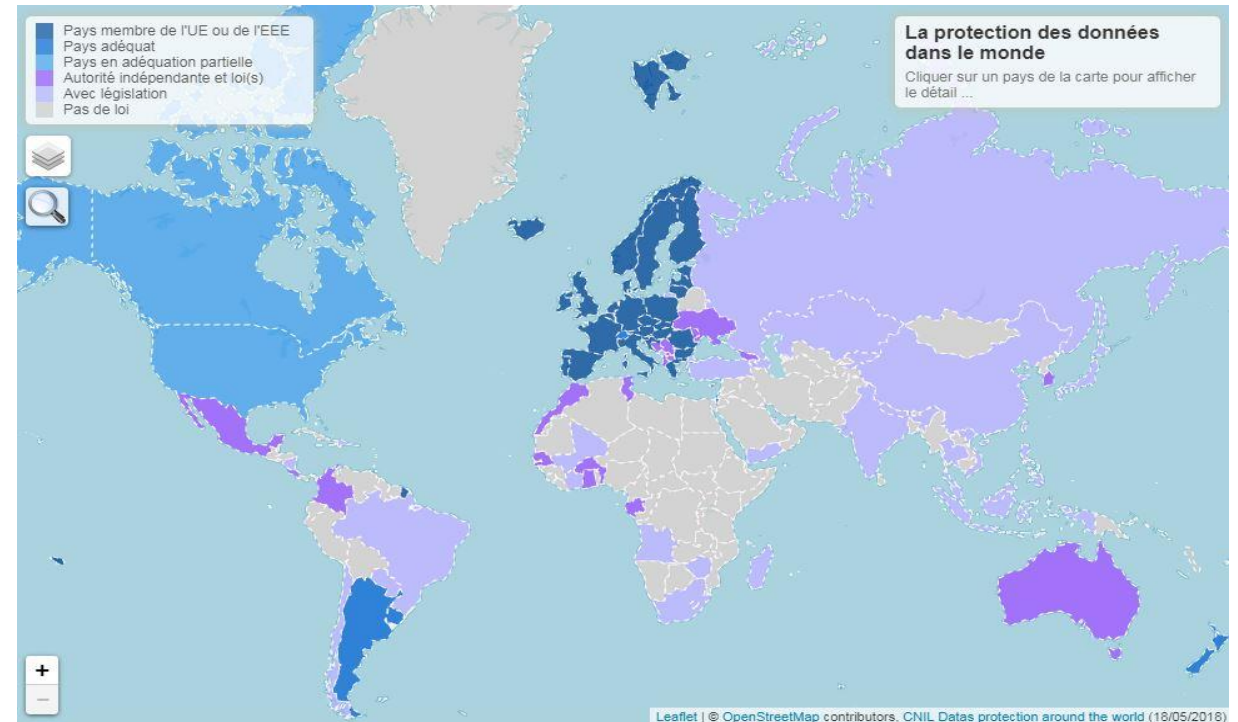 Pays membre de l'UE ou de l'EEE
Pays adéquat
Pays en adéquation partielle
Autorité indépendante et loi(s)
Avec législation
Pas de loi
La protection des données
dans le monde
Cliquer sur un pays de la carte pour afficher
le détail ...
+
−
Leaflet | © OpenStreetMap contributors, CNIL Datas protection around the world (18/05/2018)